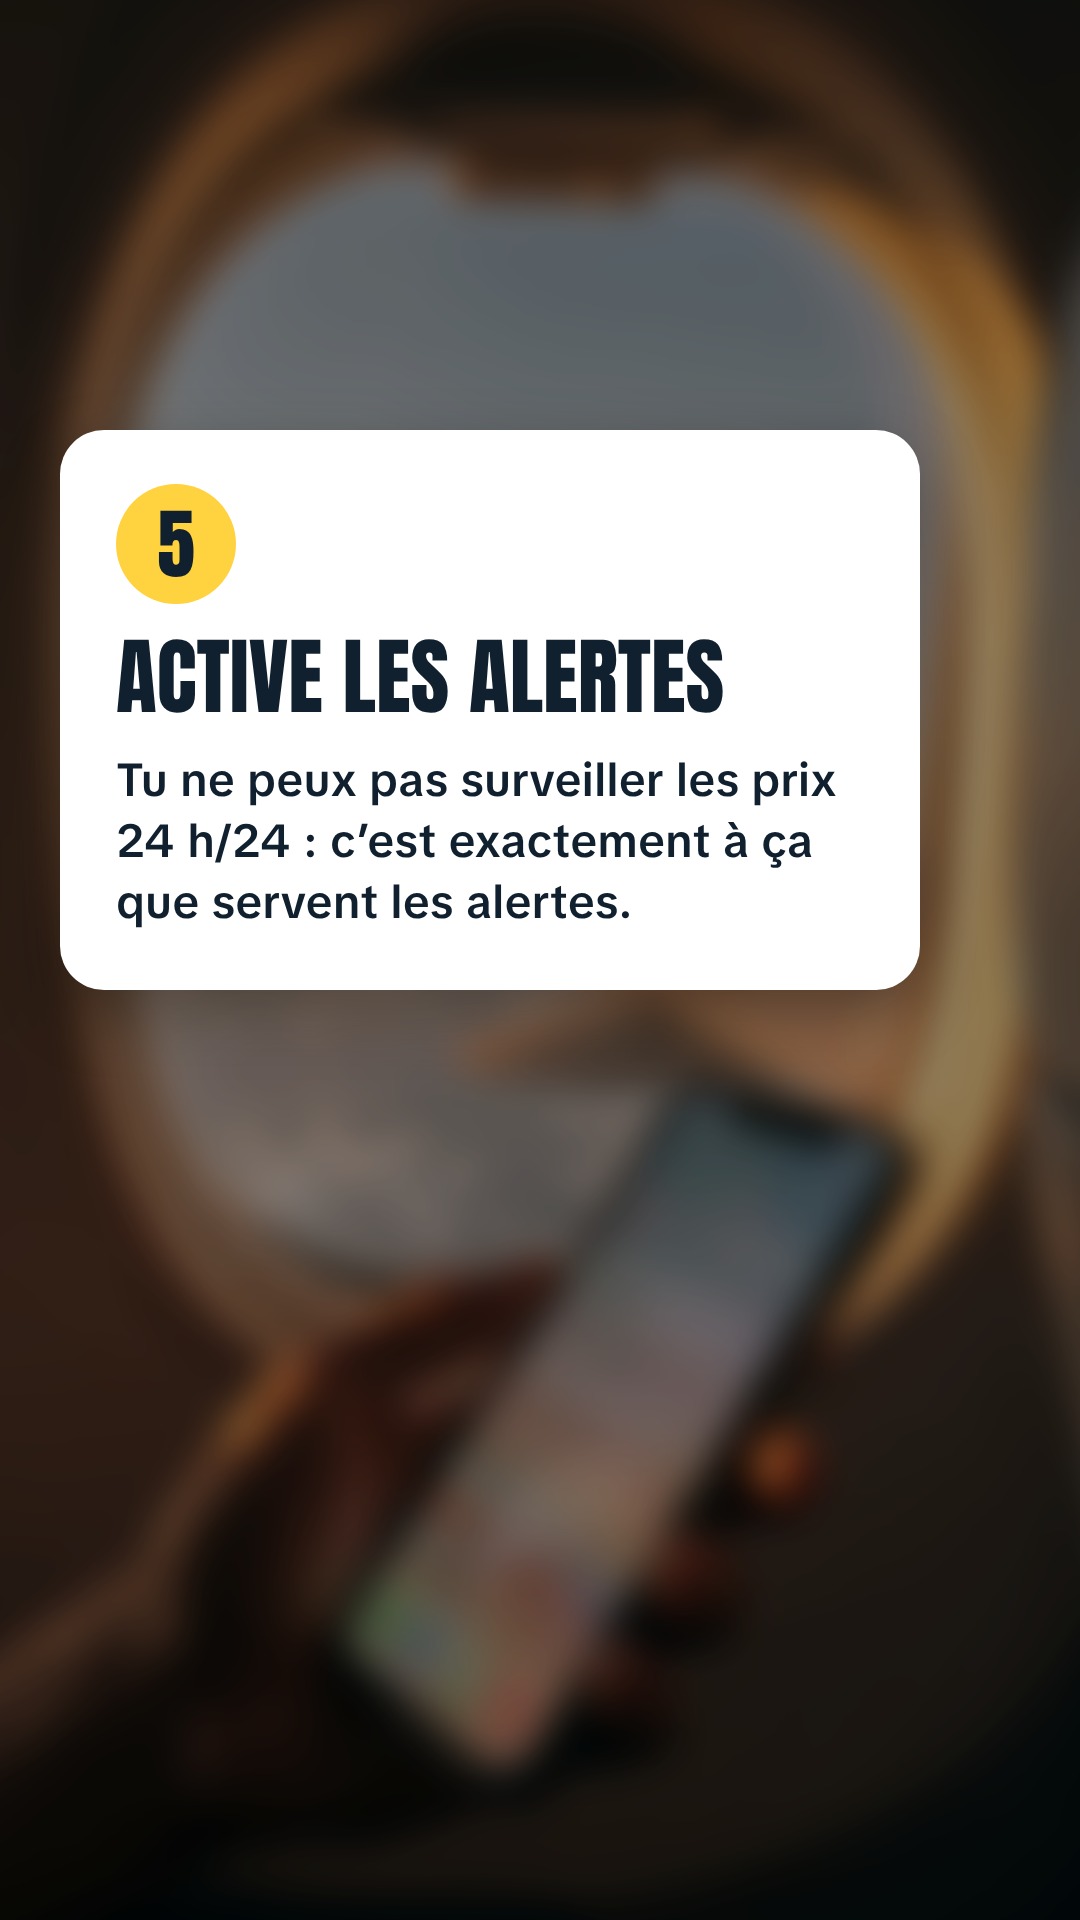 5
ACTIVE LES ALERTES
Tu ne peux pas surveiller les prix
24 h/24 : c’est exactement à ça
que servent les alertes.